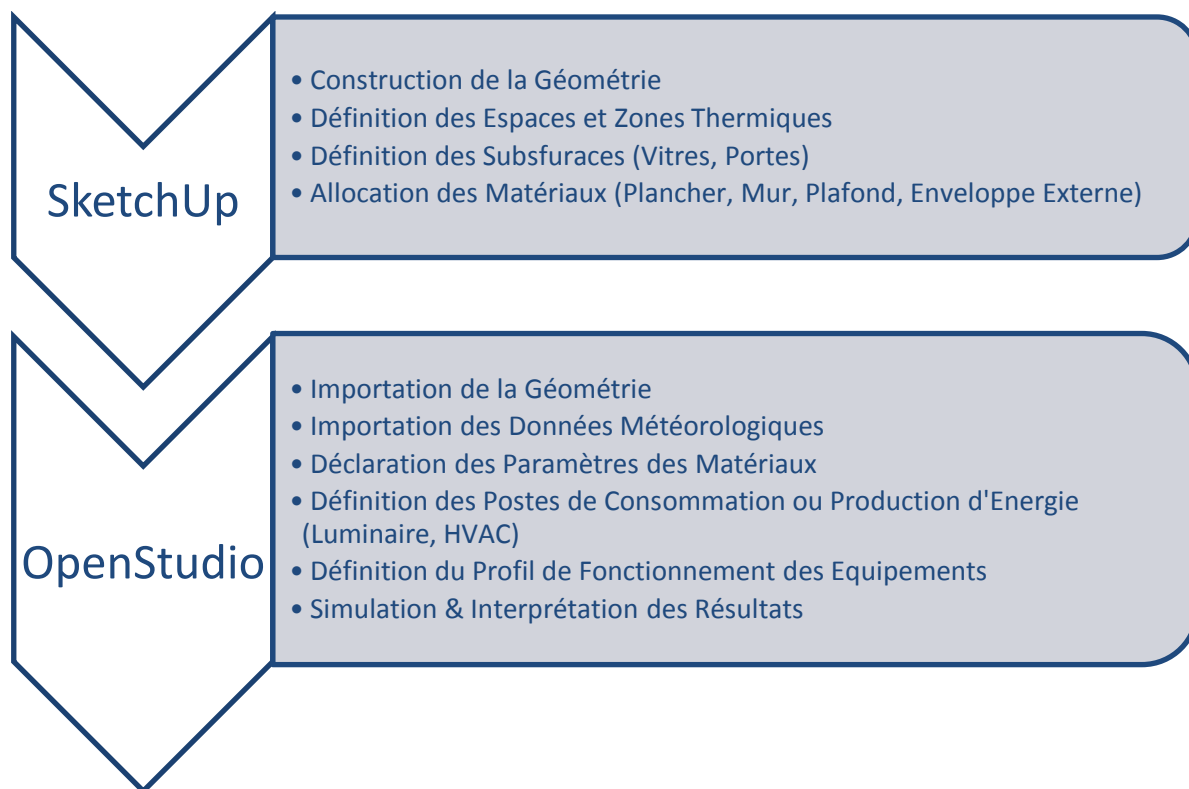 SketchUp
• Construction de la Géométrie
• Définition des Espaces et Zones Thermiques
• Définition des Subsfuraces (Vitres, Portes)
• Allocation des Matériaux (Plancher, Mur, Plafond, Enveloppe Externe)
OpenStudio
• Importation de la Géométrie
• Importation des Données Météorologiques
• Déclaration des Paramètres des Matériaux
• Définition des Postes de Consommation ou Production d'Energie
(Luminaire, HVAC)
• Définition du Profil de Fonctionnement des Equipements
• Simulation & Interprétation des Résultats